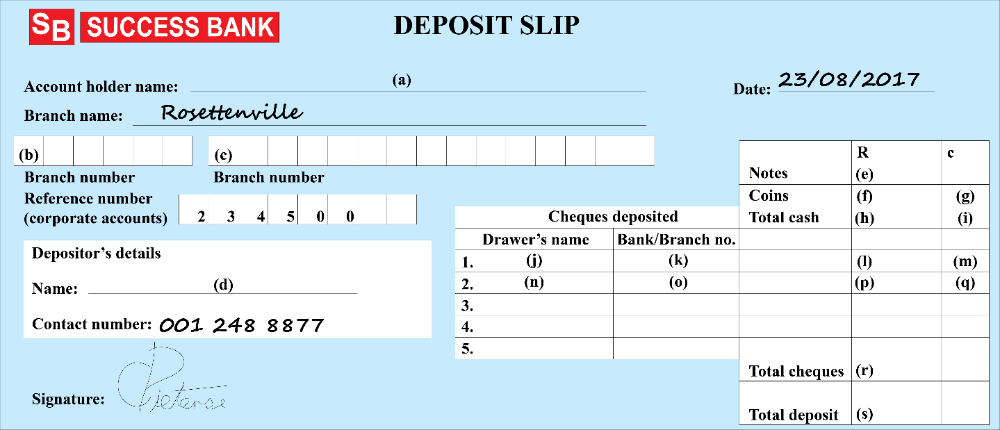 SB SUCCESS BANK DEPOSIT SLIP
Account holder name: (a) Date: 23/08/2017
Branch name: Rosettenville
(b) (c)
Branch number Branch number
R c
Notes (e)
Reference number
(corporate accounts) 2 3 4 5 0 0
Coins (f) (g)
Cheques deposited Total cash (h) (i)
Drawer's name Bank/Branch no.
1. (j) (k) (l) (m)
2. (n) (o) (p) (q)
3.
4.
5.
Depositor's details
Name: (d)
Contact number: 001 248 8877
Total cheques (r)
Signature: Pieterse
Total deposit (s)